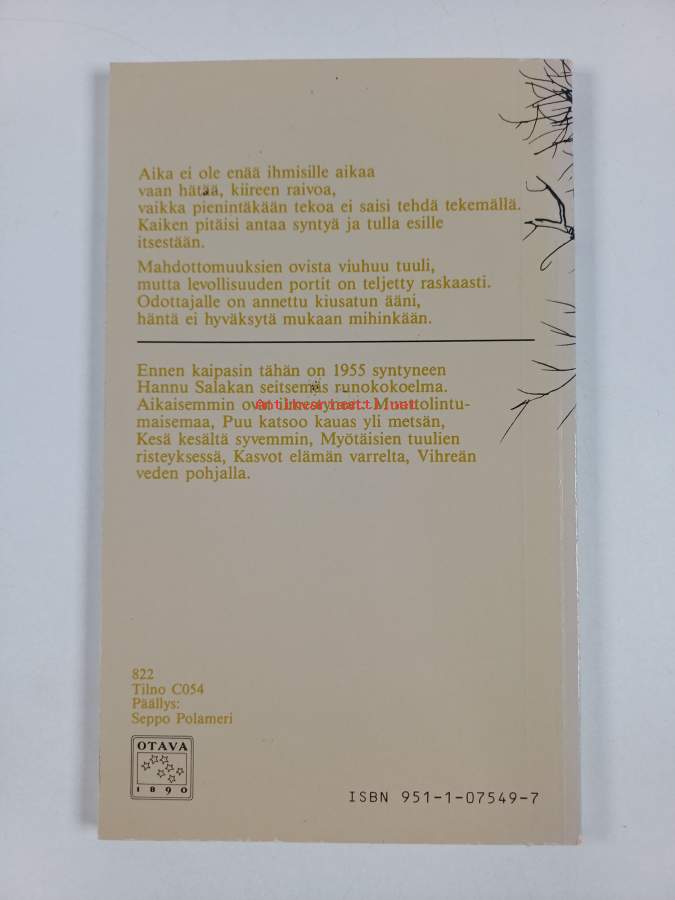 Aika ei ole enää ihmisille aikaa
vaan hätää, kiireen raivoa,
vaikka pienintäkään tekoa ei saisi tehdä tekemällä.
Kaiken pitäisi antaa syntyä ja tulla esille
itsestään.
Mahdottomuuksien ovista viuhuu tuuli,
mutta levollisuuden portit on teljetty raskaasti.
Odottajalle on annettu kiusatun ääni,
häntä ei hyväksytä mukaan mihinkään.
Ennen kaipasin tähän on 1955 syntyneen
Hannu Salakan seitsemäs runokokoelma.
Aikaisemmin ovat ilmestyneet: Muuttolintu-
maisemaa, Puu katsoo kauas yli metsän,
Kesä kesältä syvemmin, Myötäisien tuulien
risteyksessä, Kasvot elämän varrelta, Vihreän
veden pohjalla.
822
Tilno C054
Päällys:
Seppo Polameri
OTAVA
1890
ISBN 951-1-07549-7